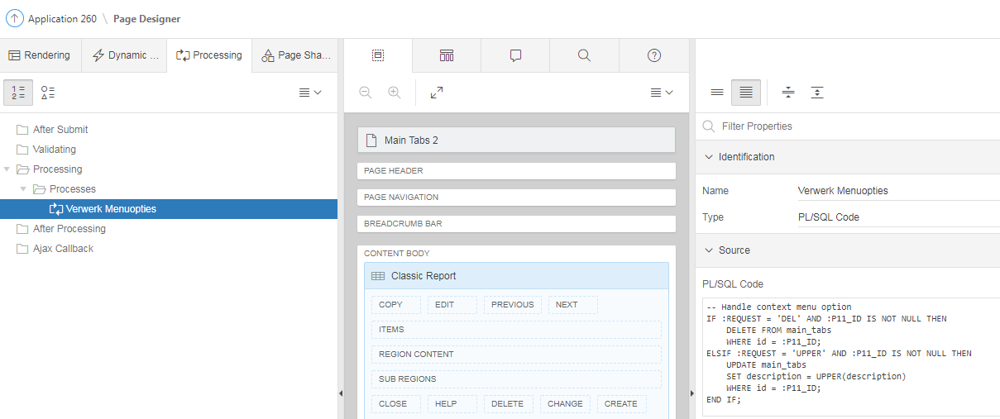 Application 260 \ Page Designer
Rendering
Dynamic ...
Processing
Page Sha...
After Submit
Validating
Processing
Processes
Verwerk Menuopties
After Processing
Ajax Callback
Main Tabs 2
PAGE HEADER
PAGE NAVIGATION
BREADCRUMB BAR
CONTENT BODY
Classic Report
COPY
EDIT
PREVIOUS
NEXT
ITEMS
REGION CONTENT
SUB REGIONS
CLOSE
HELP
DELETE
CHANGE
CREATE
Filter Properties
Identification
Name Verwerk Menuopties
Type PL/SQL Code
Source
PL/SQL Code
-- Handle context menu option
IF :REQUEST = 'DEL' AND :P11_ID IS NOT NULL THEN
    DELETE FROM main_tabs
    WHERE id = :P11_ID;
ELSIF :REQUEST = 'UPPER' AND :P11_ID IS NOT NULL THEN
    UPDATE main_tabs
    SET description = UPPER(description)
    WHERE id = :P11_ID;
END IF;